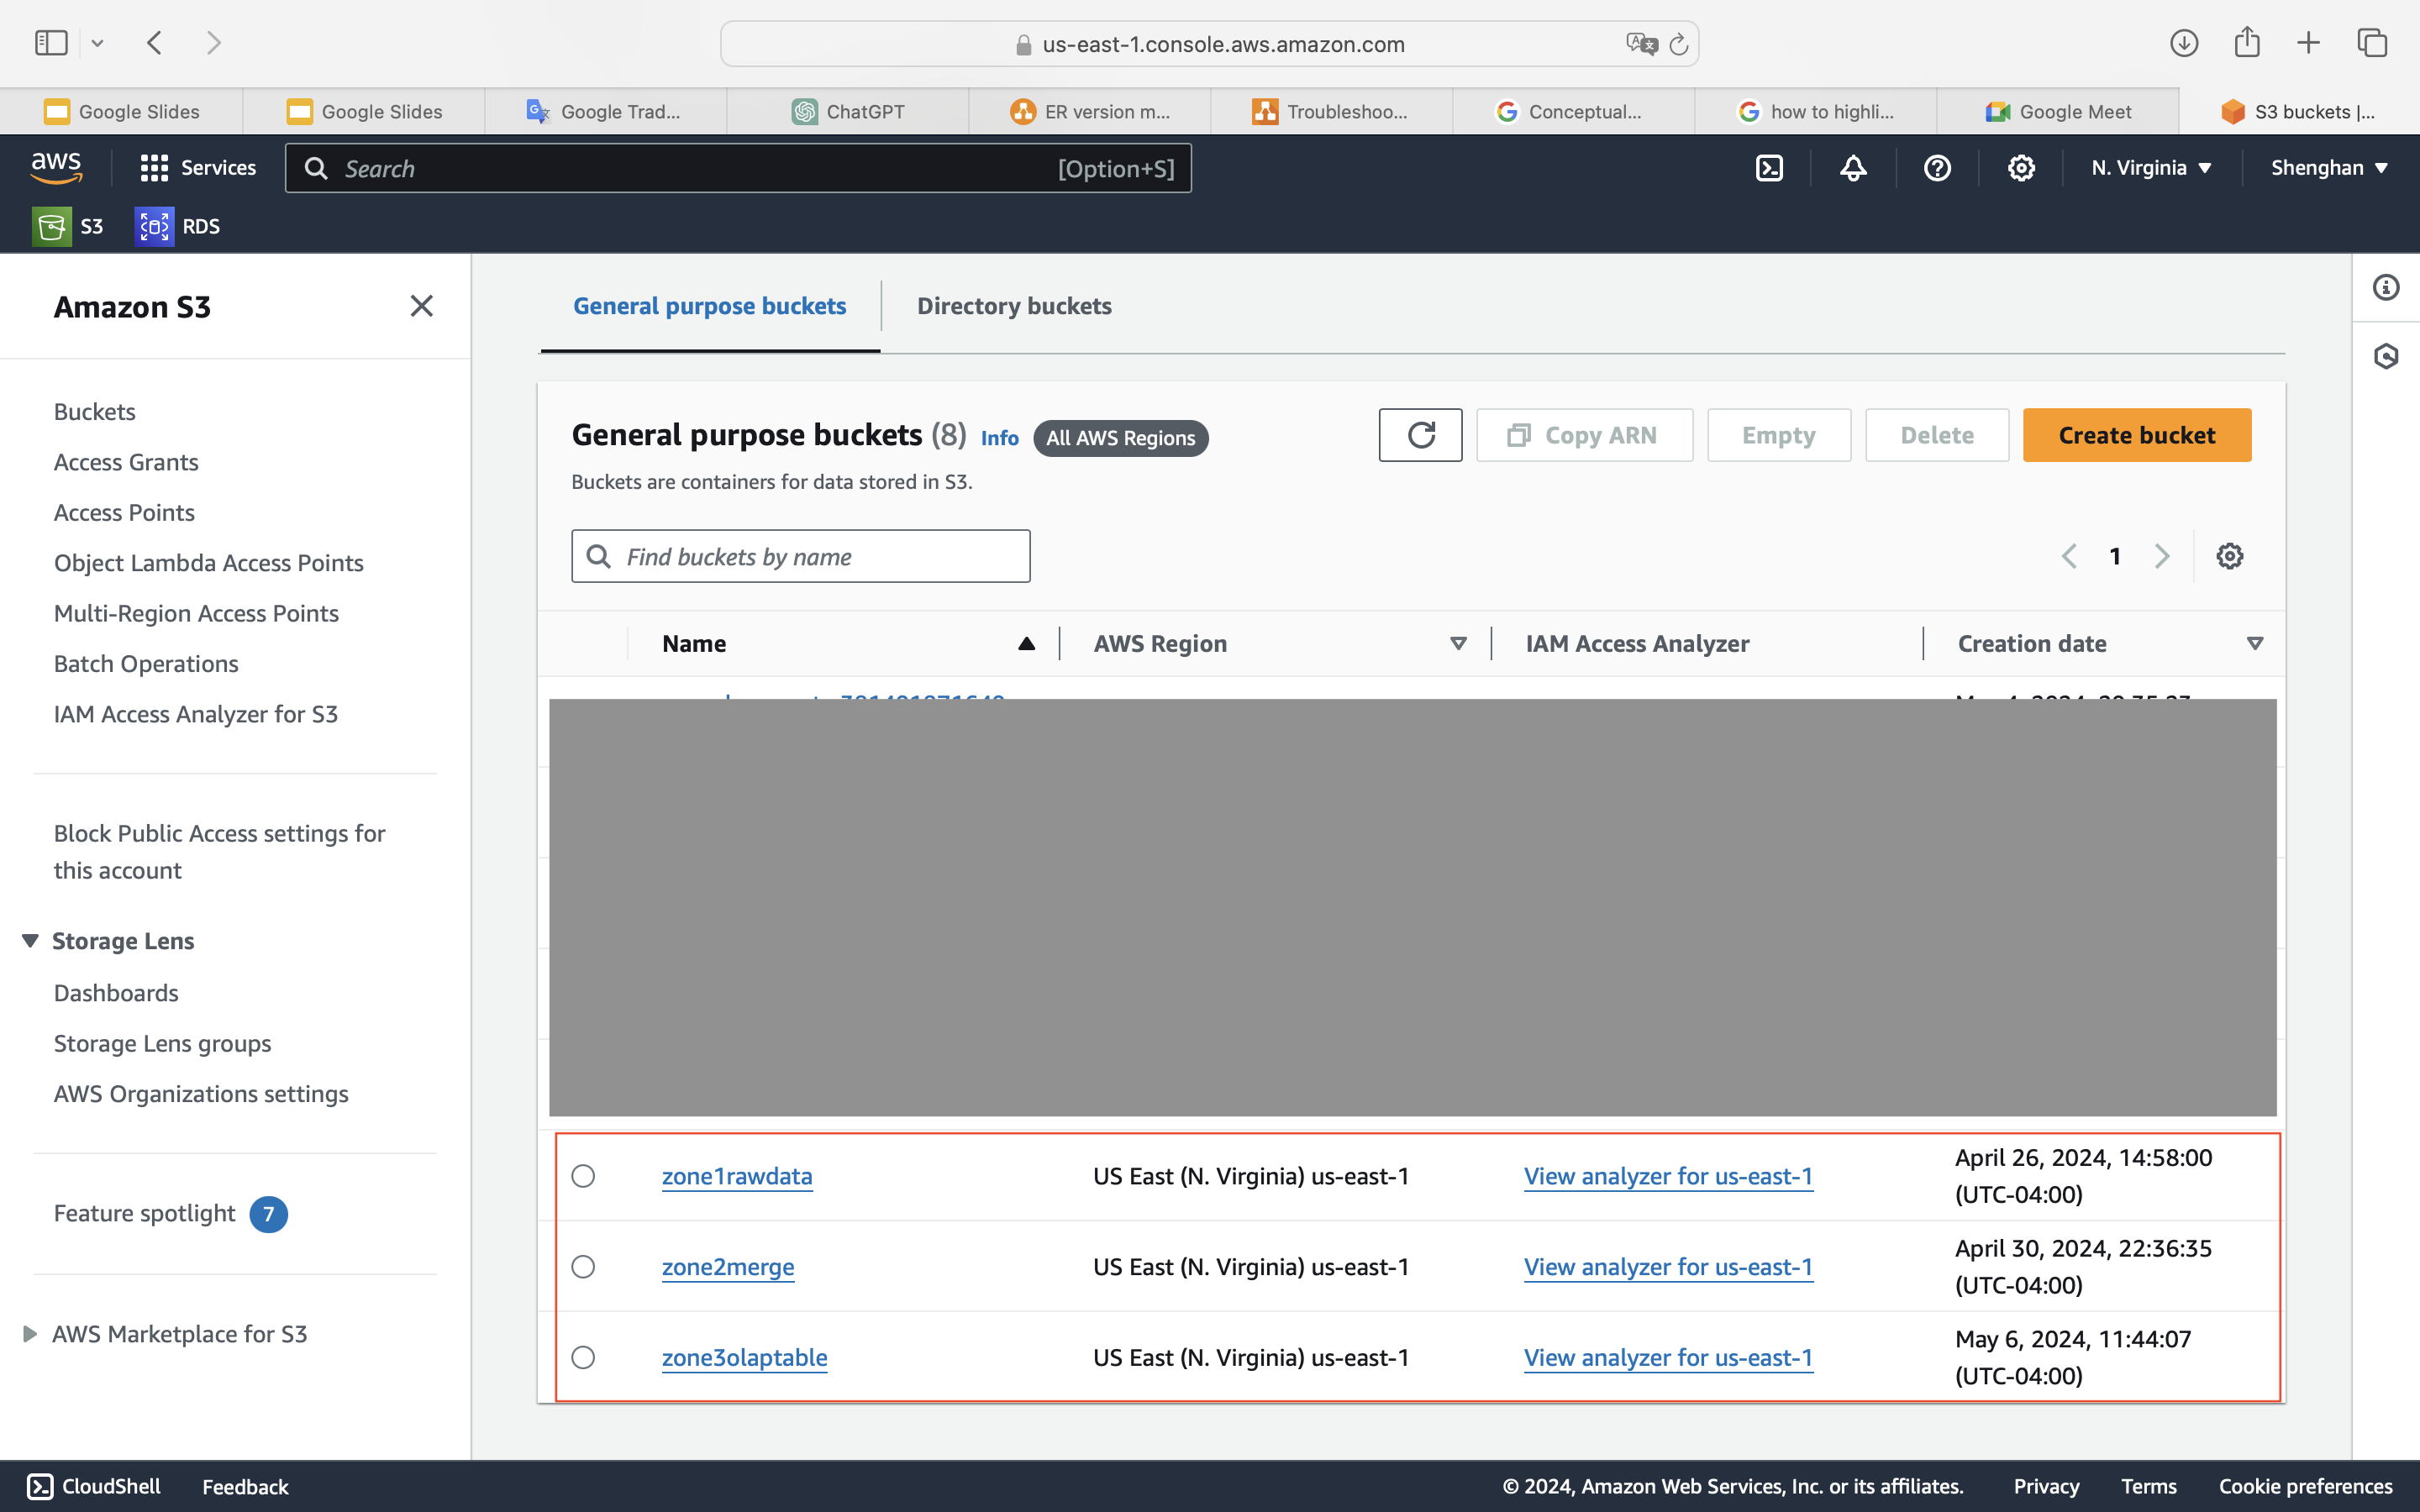 us-east-1.console.aws.amazon.com
Google Slides
Google Slides
Google Trad...
ChatGPT
ER version m...
Troubleshoo...
Conceptual...
how to highli...
Google Meet
S3 buckets |...
aws
Services
Search
[Option+S]
N. Virginia
Shenghan
S3
RDS
Amazon S3
Buckets
Access Grants
Access Points
Object Lambda Access Points
Multi-Region Access Points
Batch Operations
IAM Access Analyzer for S3
Block Public Access settings for
this account
Storage Lens
Dashboards
Storage Lens groups
AWS Organizations settings
Feature spotlight 7
AWS Marketplace for S3
General purpose buckets
Directory buckets
General purpose buckets (8) Info All AWS Regions
Copy ARN
Empty
Delete
Create bucket
Buckets are containers for data stored in S3.
Find buckets by name
1
Name AWS Region IAM Access Analyzer Creation date
zone1rawdata US East (N. Virginia) us-east-1 View analyzer for us-east-1 April 26, 2024, 14:58:00
(UTC-04:00)
zone2merge US East (N. Virginia) us-east-1 View analyzer for us-east-1 April 30, 2024, 22:36:35
(UTC-04:00)
zone3olaptable US East (N. Virginia) us-east-1 View analyzer for us-east-1 May 6, 2024, 11:44:07
(UTC-04:00)
CloudShell
Feedback
© 2024, Amazon Web Services, Inc. or its affiliates.
Privacy
Terms
Cookie preferences